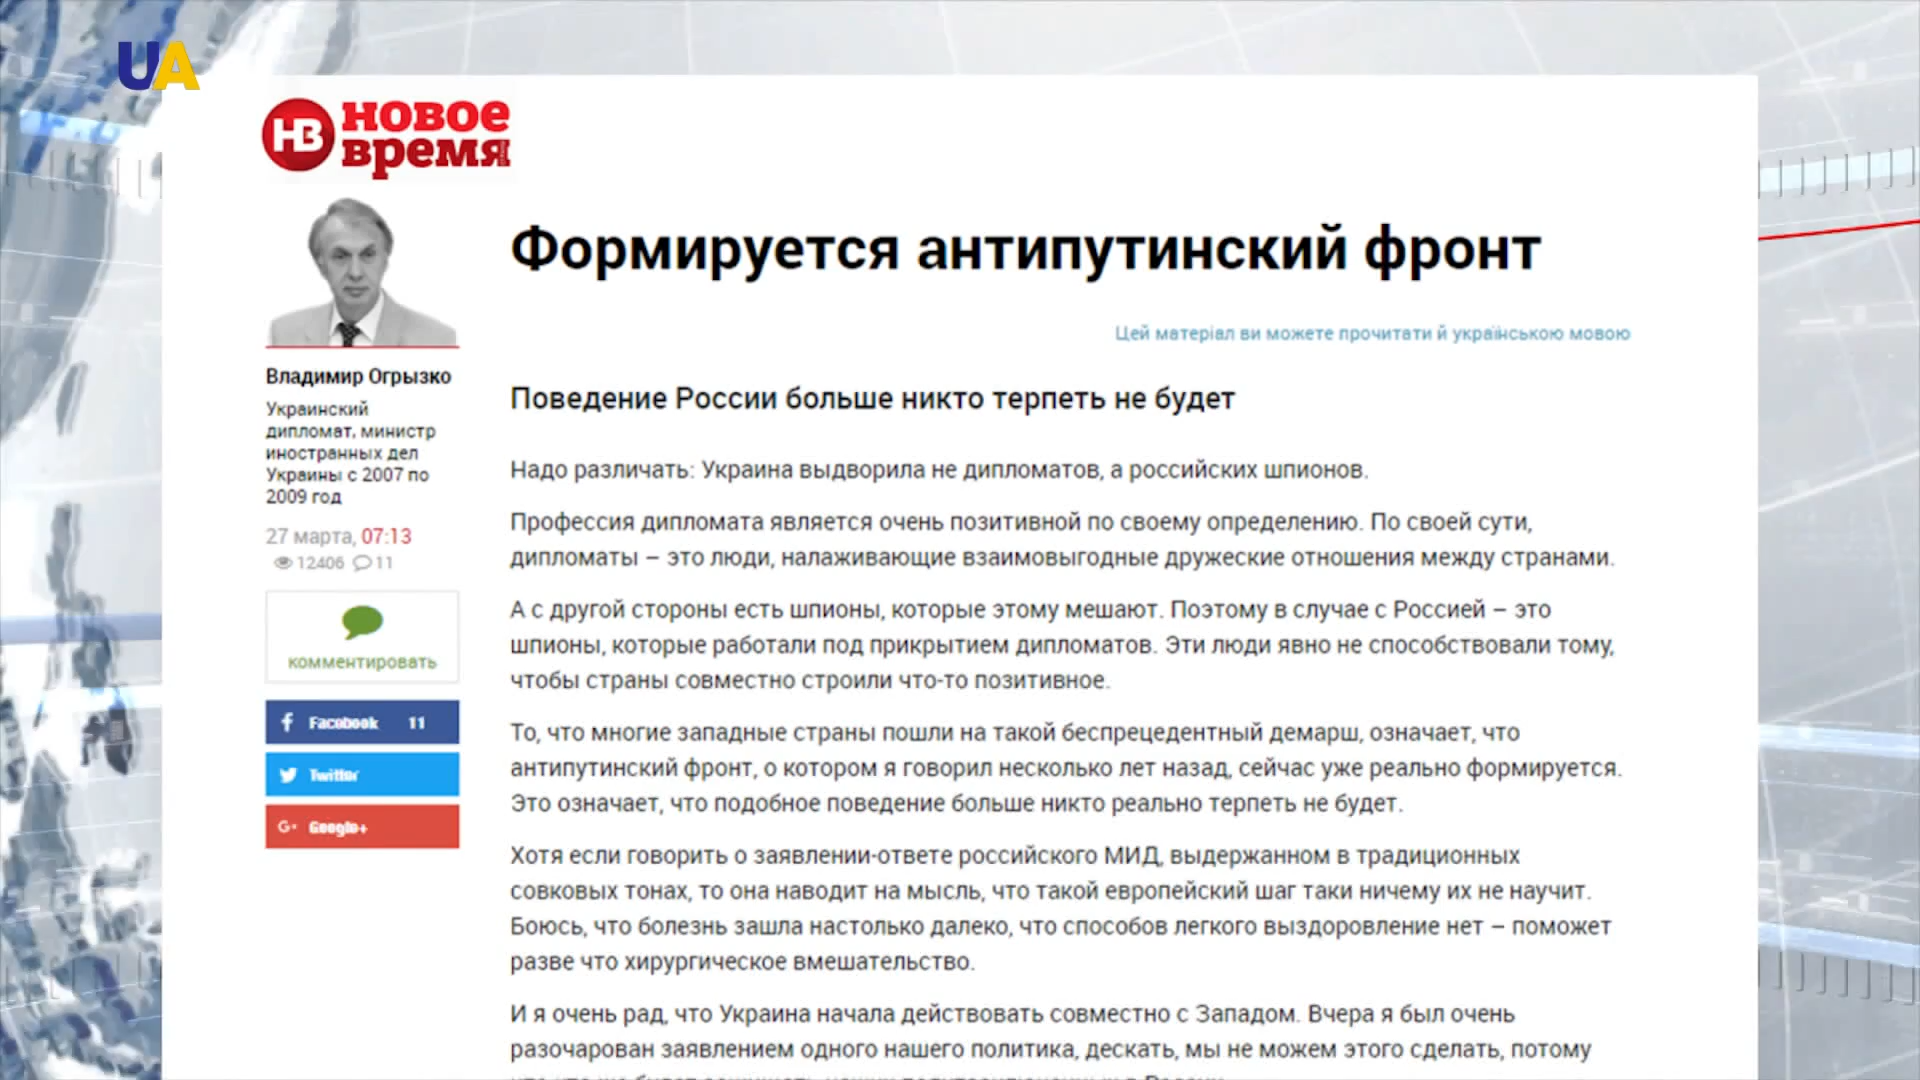 UA
НВ
НОВОЕ
ВРЕМЯ
Формируется антипутинский фронт
Цей матеріал ви можете прочитати й українською мовою
Владимир Огрызко
Украинский
дипломат, министр
иностранных дел
Украины с 2007 по
2009 год
27 марта, 07:13
12406 11
комментировать
Facebook 11
Twitter
G+ Google+
Поведение России больше никто терпеть не будет
Надо различать: Украина выдворила не дипломатов, а российских шпионов.
Профессия дипломата является очень позитивной по своему определению. По своей сути,
дипломаты – это люди, налаживающие взаимовыгодные дружеские отношения между странами.
А с другой стороны есть шпионы, которые этому мешают. Поэтому в случае с Россией – это
шпионы, которые работали под прикрытием дипломатов. Эти люди явно не способствовали тому,
чтобы страны совместно строили что-то позитивное.
То, что многие западные страны пошли на такой беспрецедентный демарш, означает, что
антипутинский фронт, о котором я говорил несколько лет назад, сейчас уже реально формируется.
Это означает, что подобное поведение больше никто реально терпеть не будет.
Хотя если говорить о заявлении-ответе российского МИД, выдержанном в традиционных
совковых тонах, то она наводит на мысль, что такой европейский шаг таки ничему их не научит.
Боюсь, что болезнь зашла настолько далеко, что способов легкого выздоровление нет – поможет
разве что хирургическое вмешательство.
И я очень рад, что Украина начала действовать совместно с Западом. Вчера я был очень
разочарован заявлением одного нашего политика, дескать, мы не можем этого сделать, потому